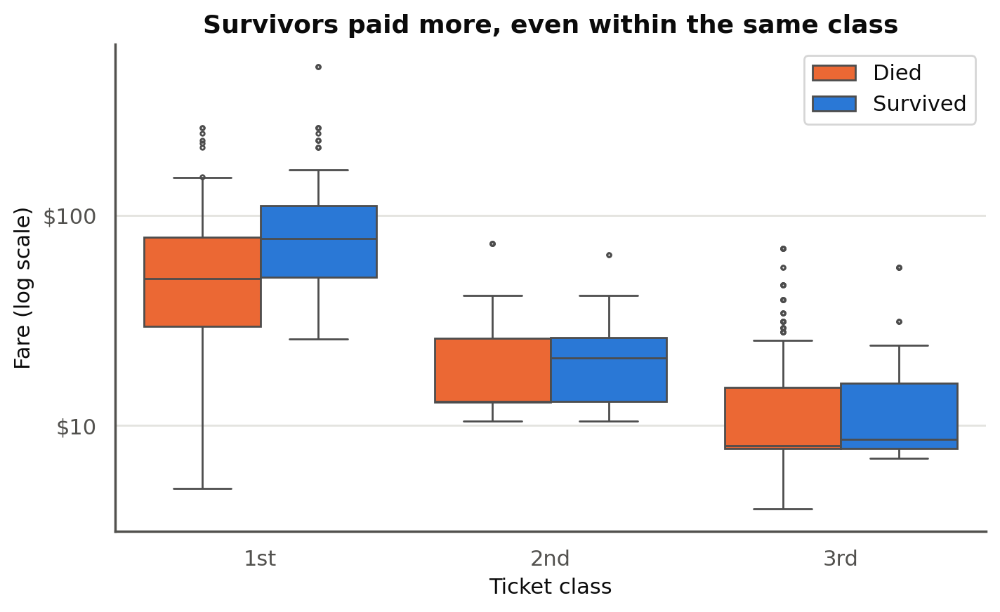 Survivors paid more, even within the same class
Died
Survived
Fare (log scale)
$100
$10
1st
2nd
3rd
Ticket class